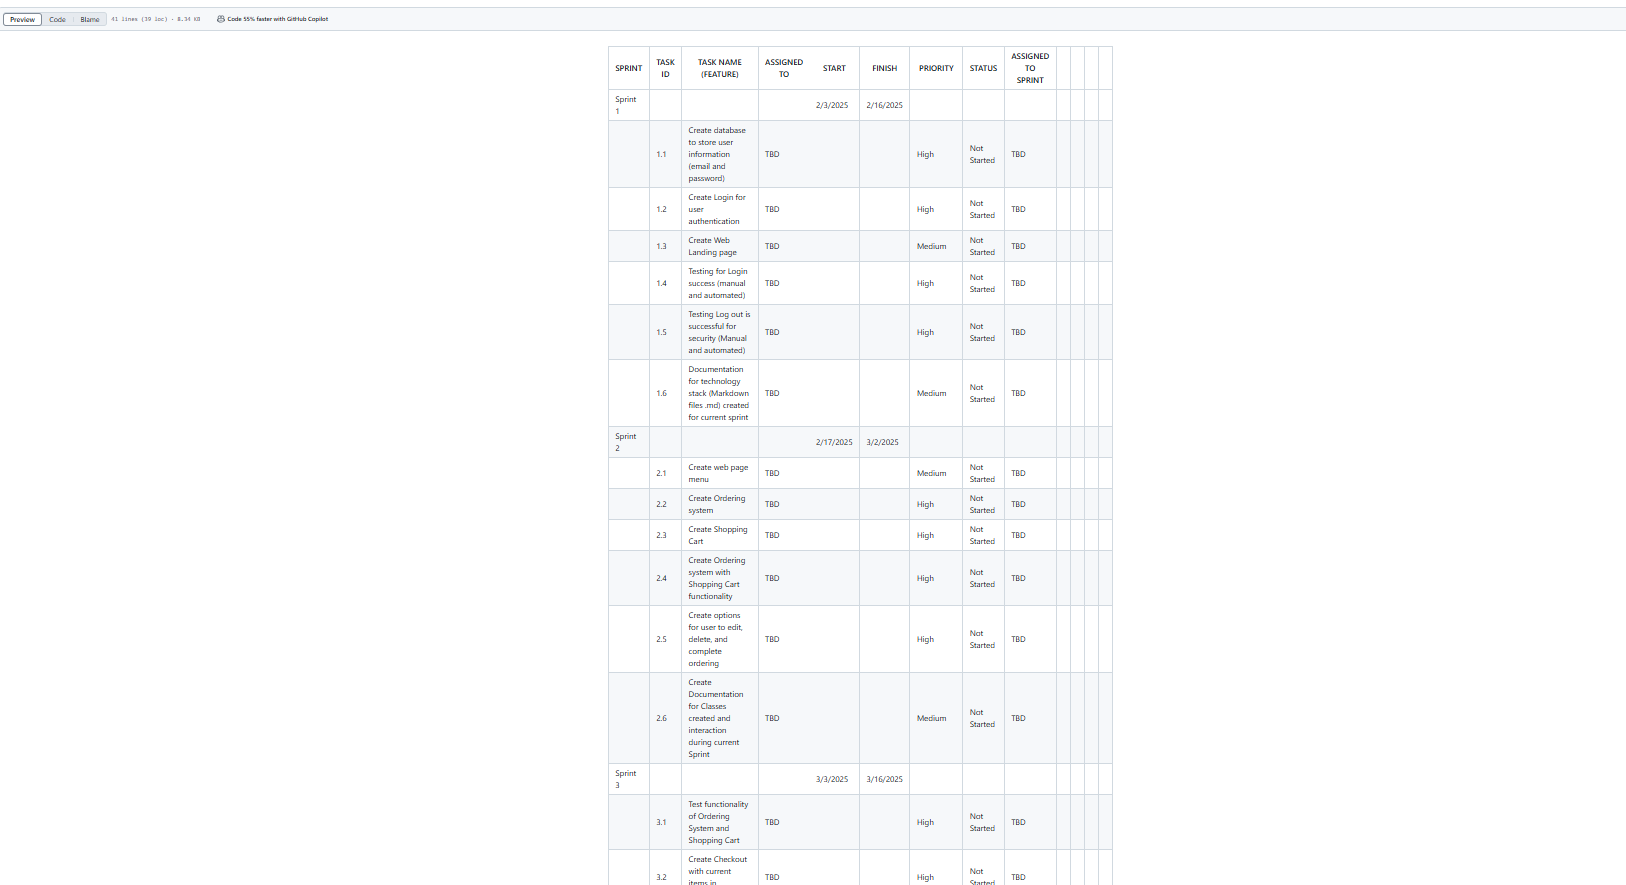 Preview Code Blame 41 lines (39 loc) · 8.34 KB Code 55% faster with GitHub Copilot
SPRINT TASK ID TASK NAME (FEATURE) ASSIGNED TO START FINISH PRIORITY STATUS ASSIGNED TO SPRINT
Sprint 1 2/3/2025 2/16/2025
1.1 Create database to store user information (email and password) TBD High Not Started TBD
1.2 Create Login for user authentication TBD High Not Started TBD
1.3 Create Web Landing page TBD Medium Not Started TBD
1.4 Testing for Login success (manual and automated) TBD High Not Started TBD
1.5 Testing Log out is successful for security (Manual and automated) TBD High Not Started TBD
1.6 Documentation for technology stack (Markdown files .md) created for current sprint TBD Medium Not Started TBD
Sprint 2 2/17/2025 3/2/2025
2.1 Create web page menu TBD Medium Not Started TBD
2.2 Create Ordering system TBD High Not Started TBD
2.3 Create Shopping Cart TBD High Not Started TBD
2.4 Create Ordering system with Shopping Cart functionality TBD High Not Started TBD
2.5 Create options for user to edit, delete, and complete ordering TBD High Not Started TBD
2.6 Create Documentation for Classes created and interaction during current Sprint TBD Medium Not Started TBD
Sprint 3 3/3/2025 3/16/2025
3.1 Test functionality of Ordering System and Shopping Cart TBD High Not Started TBD
3.2 Create Checkout with current items in TBD High Not Started TBD